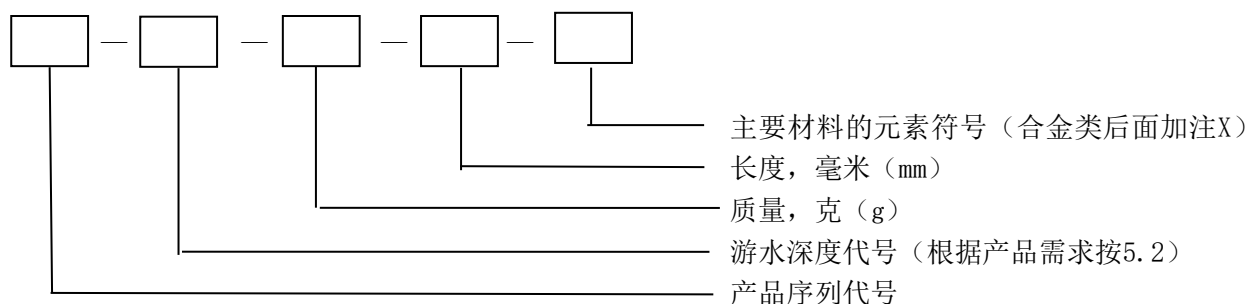 主要材料的元素符号（合金类后面加注X）
长度，毫米（mm）
质量，克（g）
游水深度代号（根据产品需求按5.2）
产品序列代号